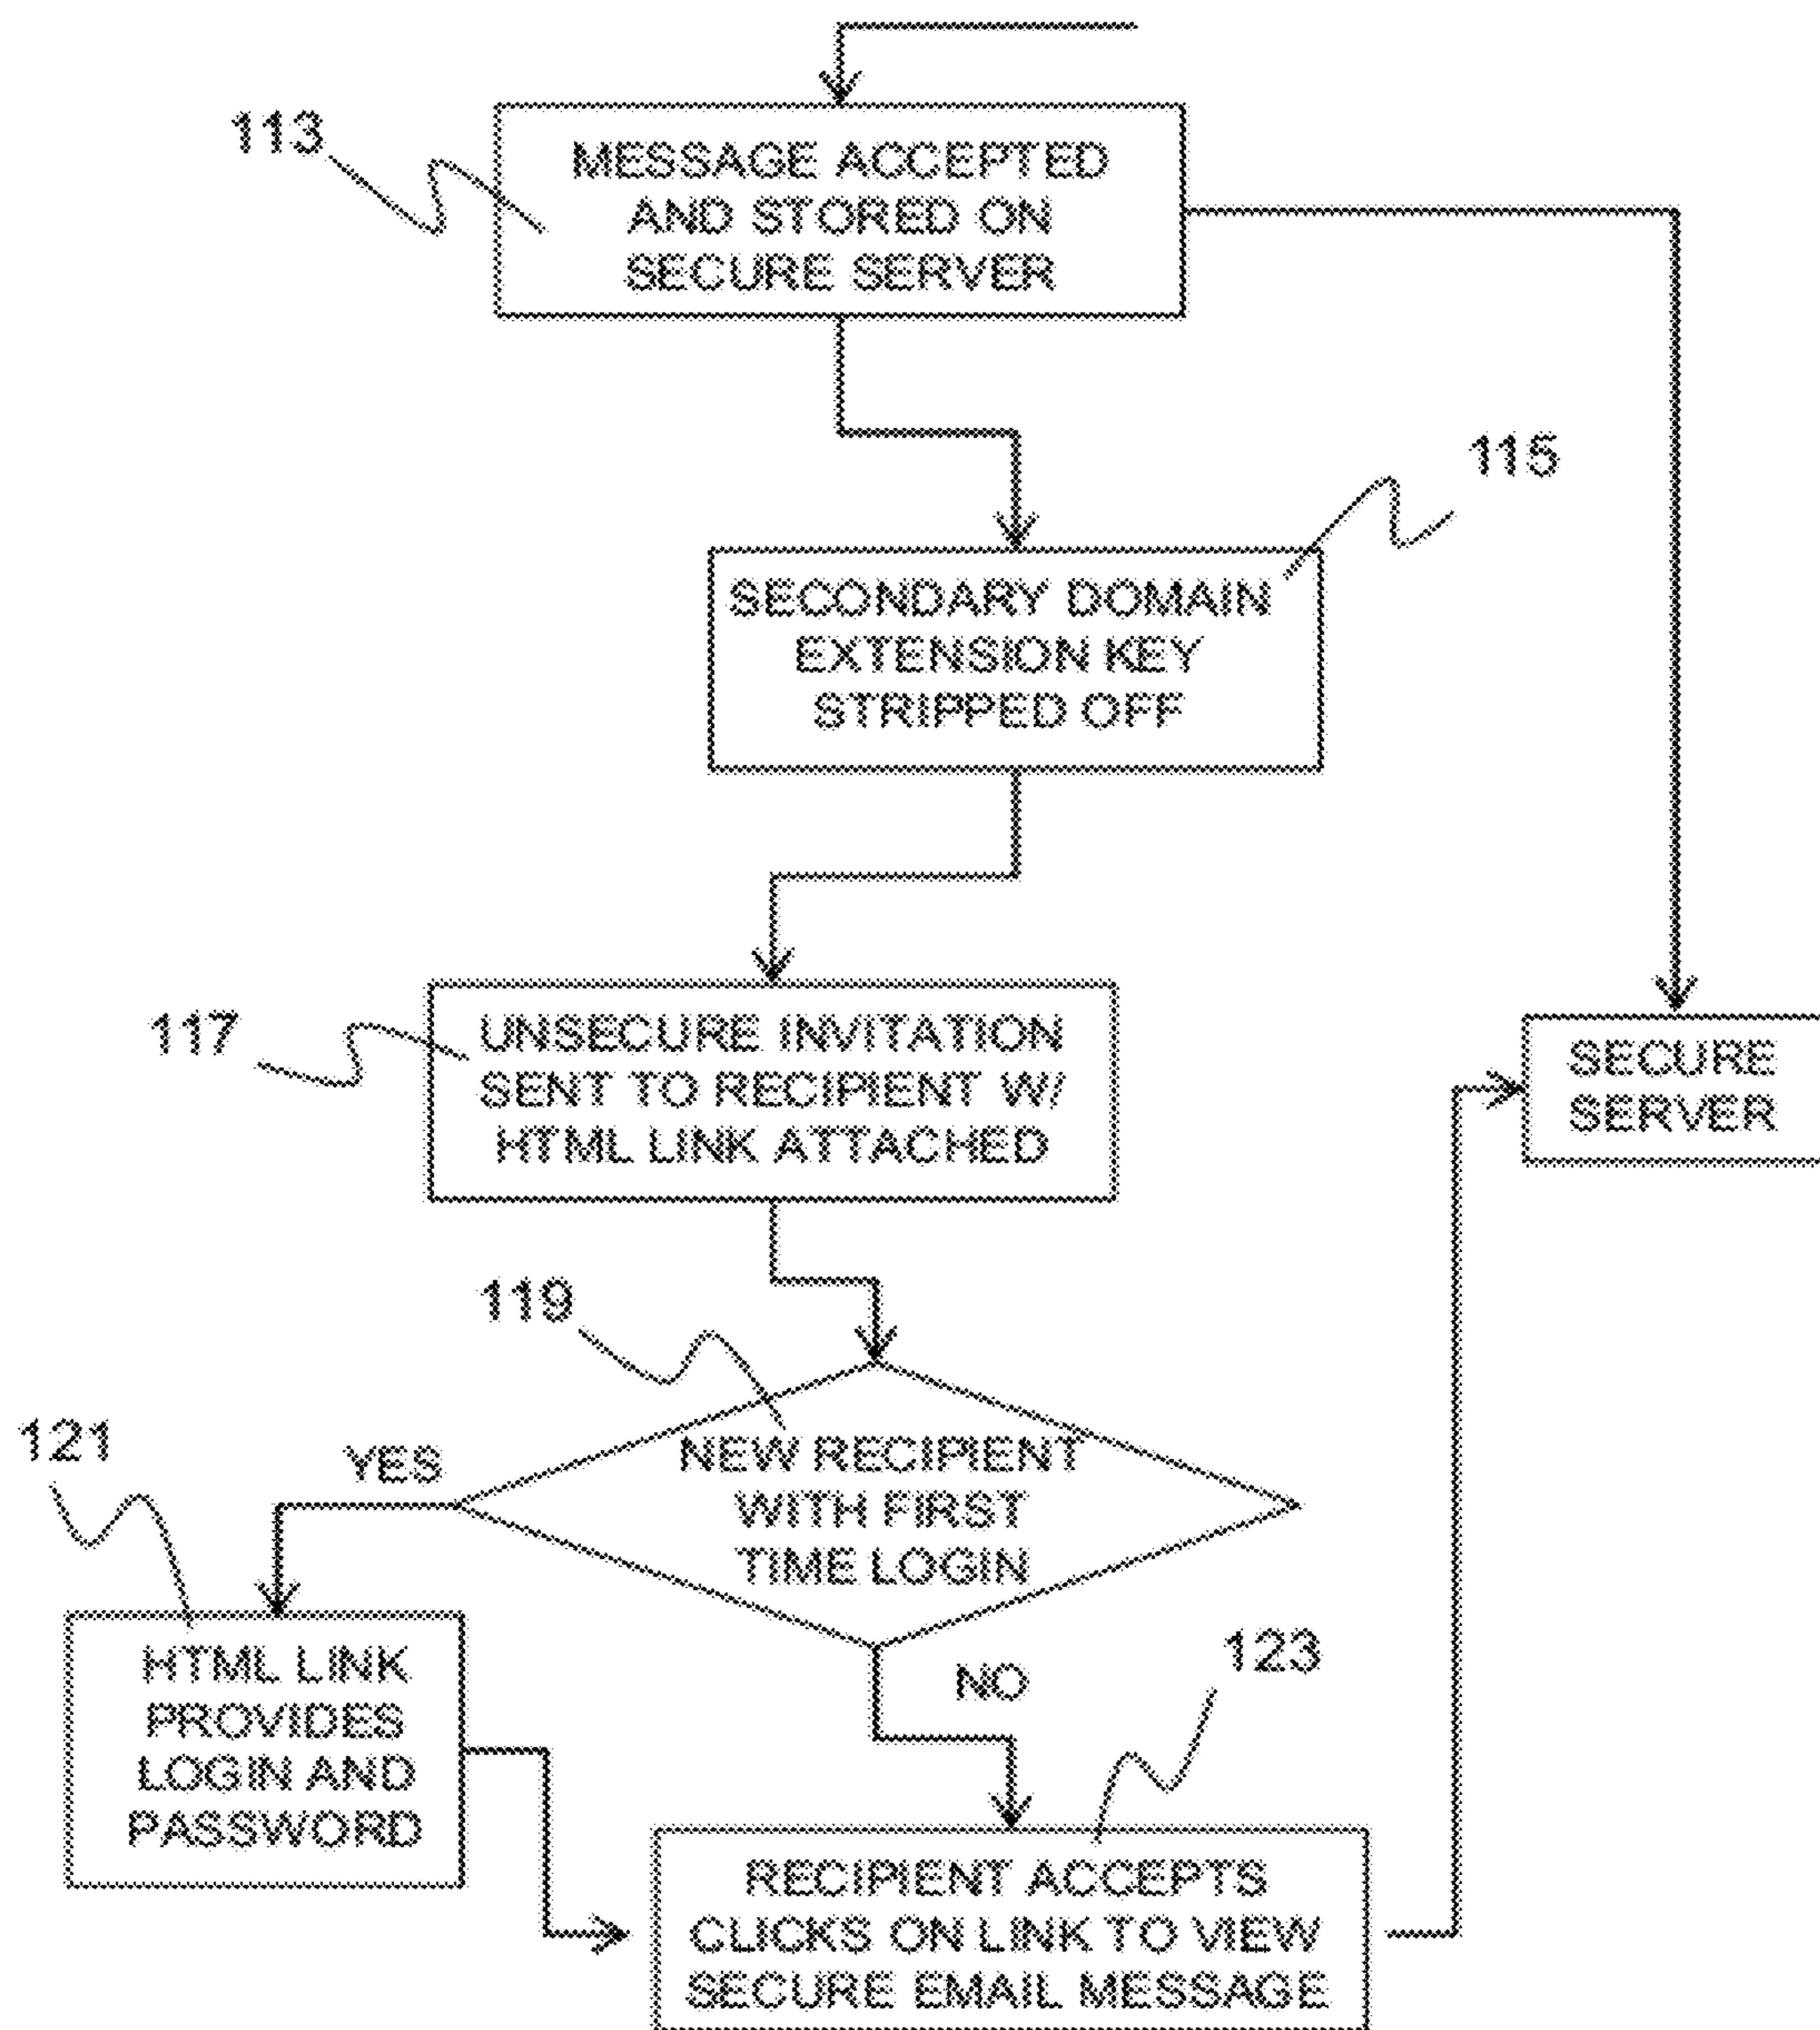 113
MESSAGE ACCEPTED
AND STORED ON
SECURE SERVER
115
SECONDARY DOMAIN
EXTENSION KEY
STRIPPED OFF
117
UNSECURE INVITATION
SENT TO RECIPIENT W/
HTML LINK ATTACHED
SECURE
SERVER
119
NEW RECIPIENT
WITH FIRST
TIME LOGIN
YES
NO
121
HTML LINK
PROVIDES
LOGIN AND
PASSWORD
123
RECIPIENT ACCEPTS
CLICKS ON LINK TO VIEW
SECURE EMAIL MESSAGE